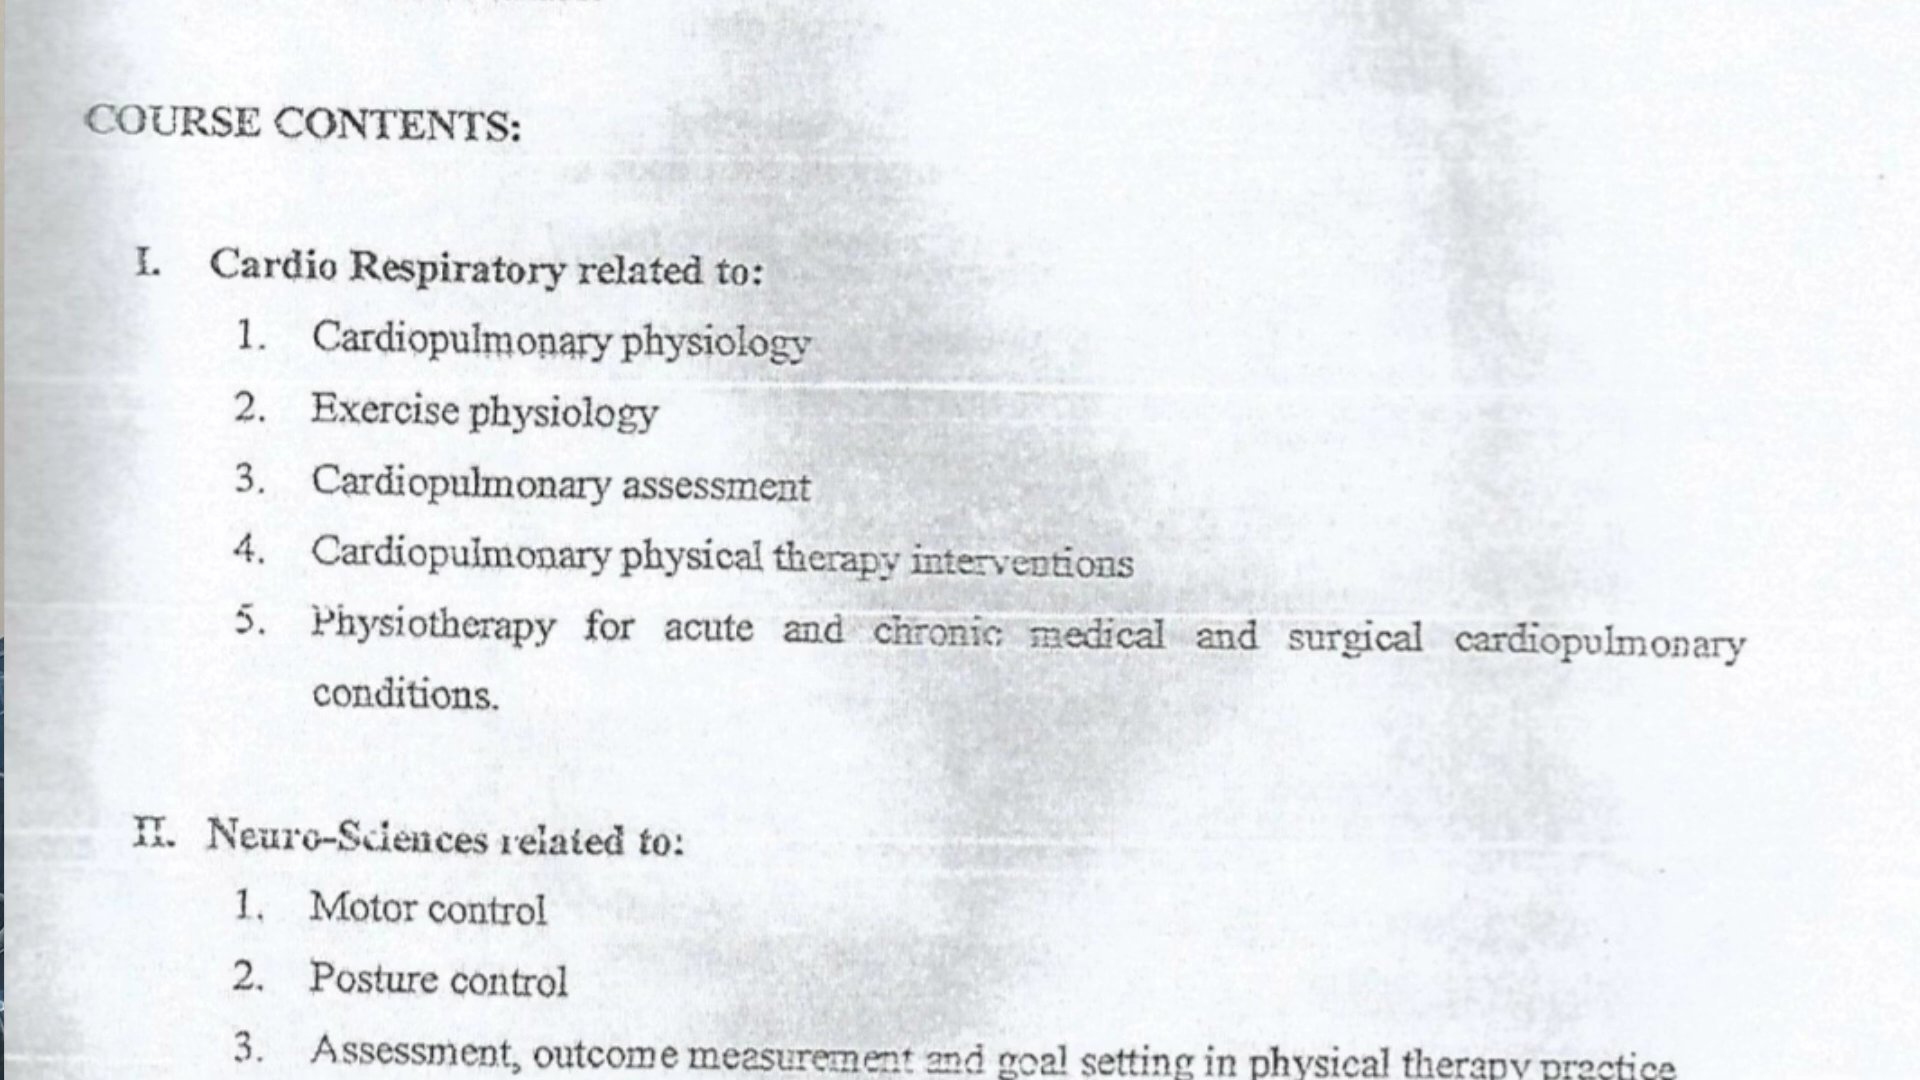 COURSE CONTENTS:
I. Cardio Respiratory related to:
1. Cardiopulmonary physiology
2. Exercise physiology
3. Cardiopulmonary assessment
4. Cardiopulmonary physical therapy interventions
5. Physiotherapy for acute and chronic medical and surgical cardiopulmonary
conditions.
II. Neuro-Sciences related to:
1. Motor control
2. Posture control
3. Assessment, outcome measurement and goal setting in physical therapy practice